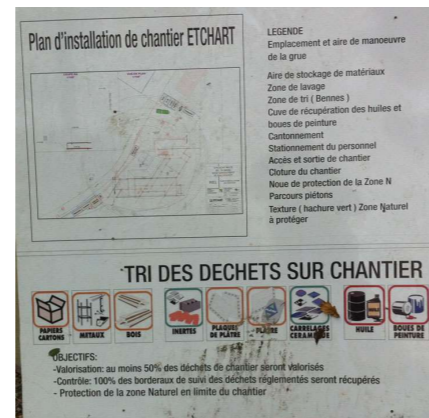 Plan d'installation de chantier ETCHART
LEGENDE
Emplacement et aire de manoeuvre
de la grue
Aire de stockage de matériaux
Zone de lavage
Zone de tri ( Bennes )
Cuve de récupération des huiles et
boues de peinture
Cantonnement
Stationnement du personnel
Accès et sortie de chantier
Cloture du chantier
Noue de protection de la Zone N
Parcours piétons
Texture ( hachure vert ) Zone Naturel
à protéger
TRI DES DECHETS SUR CHANTIER
PAPIERS
CARTONS
METAUX
BOIS
INERTES
PLAQUES
DE PLÂTRE
PLÂTRE
CARRELAGES
CERAMIQUE
HUILE
BOUES DE
PEINTURE
OBJECTIFS:
-Valorisation: au moins 50% des déchets de chantier seront valorisés
-Contrôle: 100% des borderaux de suivi des déchets réglementés seront récupérés
- Protection de la zone Naturel en limite du chantier